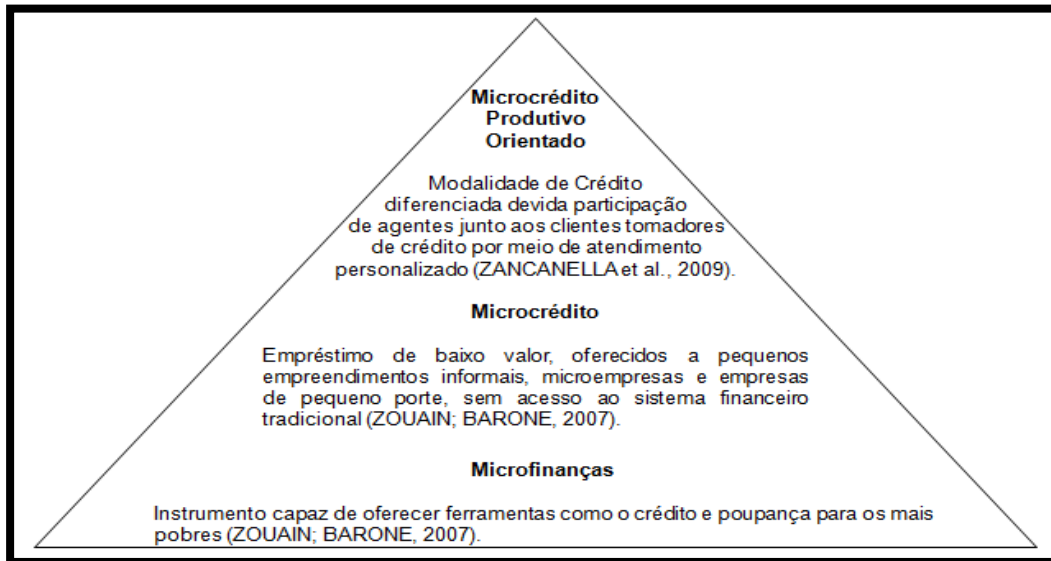 Microcrédito
Produtivo
Orientado
Modalidade de Crédito
diferenciada devida participação
de agentes junto aos clientes tomadores
de crédito por meio de atendimento
personalizado (ZANCANELLA et al., 2009).
Microcrédito
Empréstimo de baixo valor, oferecidos a pequenos
empreendimentos informais, microempresas e empresas
de pequeno porte, sem acesso ao sistema financeiro
tradicional (ZOUAIN; BARONE, 2007).
Microfinanças
Instrumento capaz de oferecer ferramentas como o crédito e poupança para os mais
pobres (ZOUAIN; BARONE, 2007).